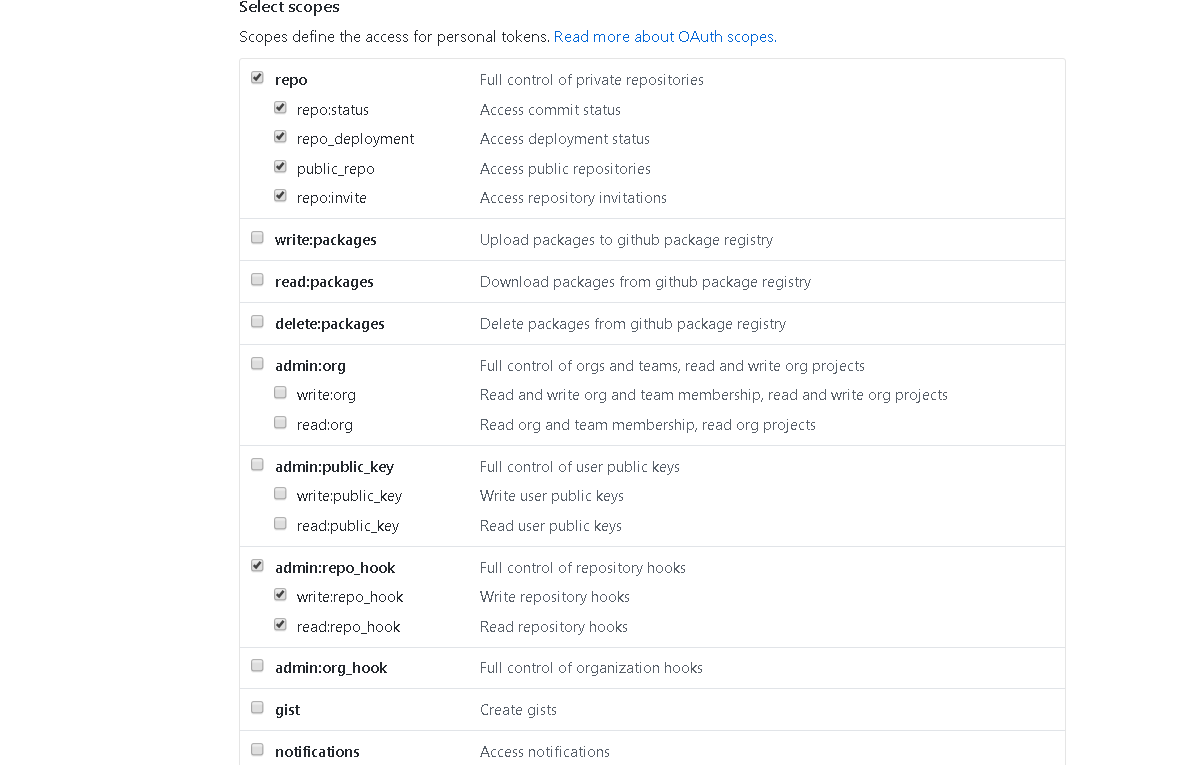 Select scopes
Scopes define the access for personal tokens. Read more about OAuth scopes.
repo Full control of private repositories
repo:status Access commit status
repo_deployment Access deployment status
public_repo Access public repositories
repo:invite Access repository invitations
write:packages Upload packages to github package registry
read:packages Download packages from github package registry
delete:packages Delete packages from github package registry
admin:org Full control of orgs and teams, read and write org projects
write:org Read and write org and team membership, read and write org projects
read:org Read org and team membership, read org projects
admin:public_key Full control of user public keys
write:public_key Write user public keys
read:public_key Read user public keys
admin:repo_hook Full control of repository hooks
write:repo_hook Write repository hooks
read:repo_hook Read repository hooks
admin:org_hook Full control of organization hooks
gist Create gists
notifications Access notifications